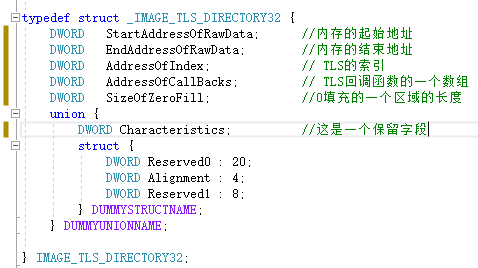 typedef struct _IMAGE_TLS_DIRECTORY32 {
DWORD StartAddressOfRawData; //内存的起始地址
DWORD EndAddressOfRawData; //内存的结束地址
DWORD AddressOfIndex; // TLS的索引
DWORD AddressOfCallBacks; // TLS回调函数的一个数组
DWORD SizeOfZeroFill; //0填充的一个区域的长度
union {
DWORD Characteristics; //这是一个保留字段
struct {
DWORD Reserved0 : 20;
DWORD Alignment : 4;
DWORD Reserved1 : 8;
} DUMMYSTRUCTNAME;
} DUMMYUNIONNAME;
} IMAGE_TLS_DIRECTORY32;